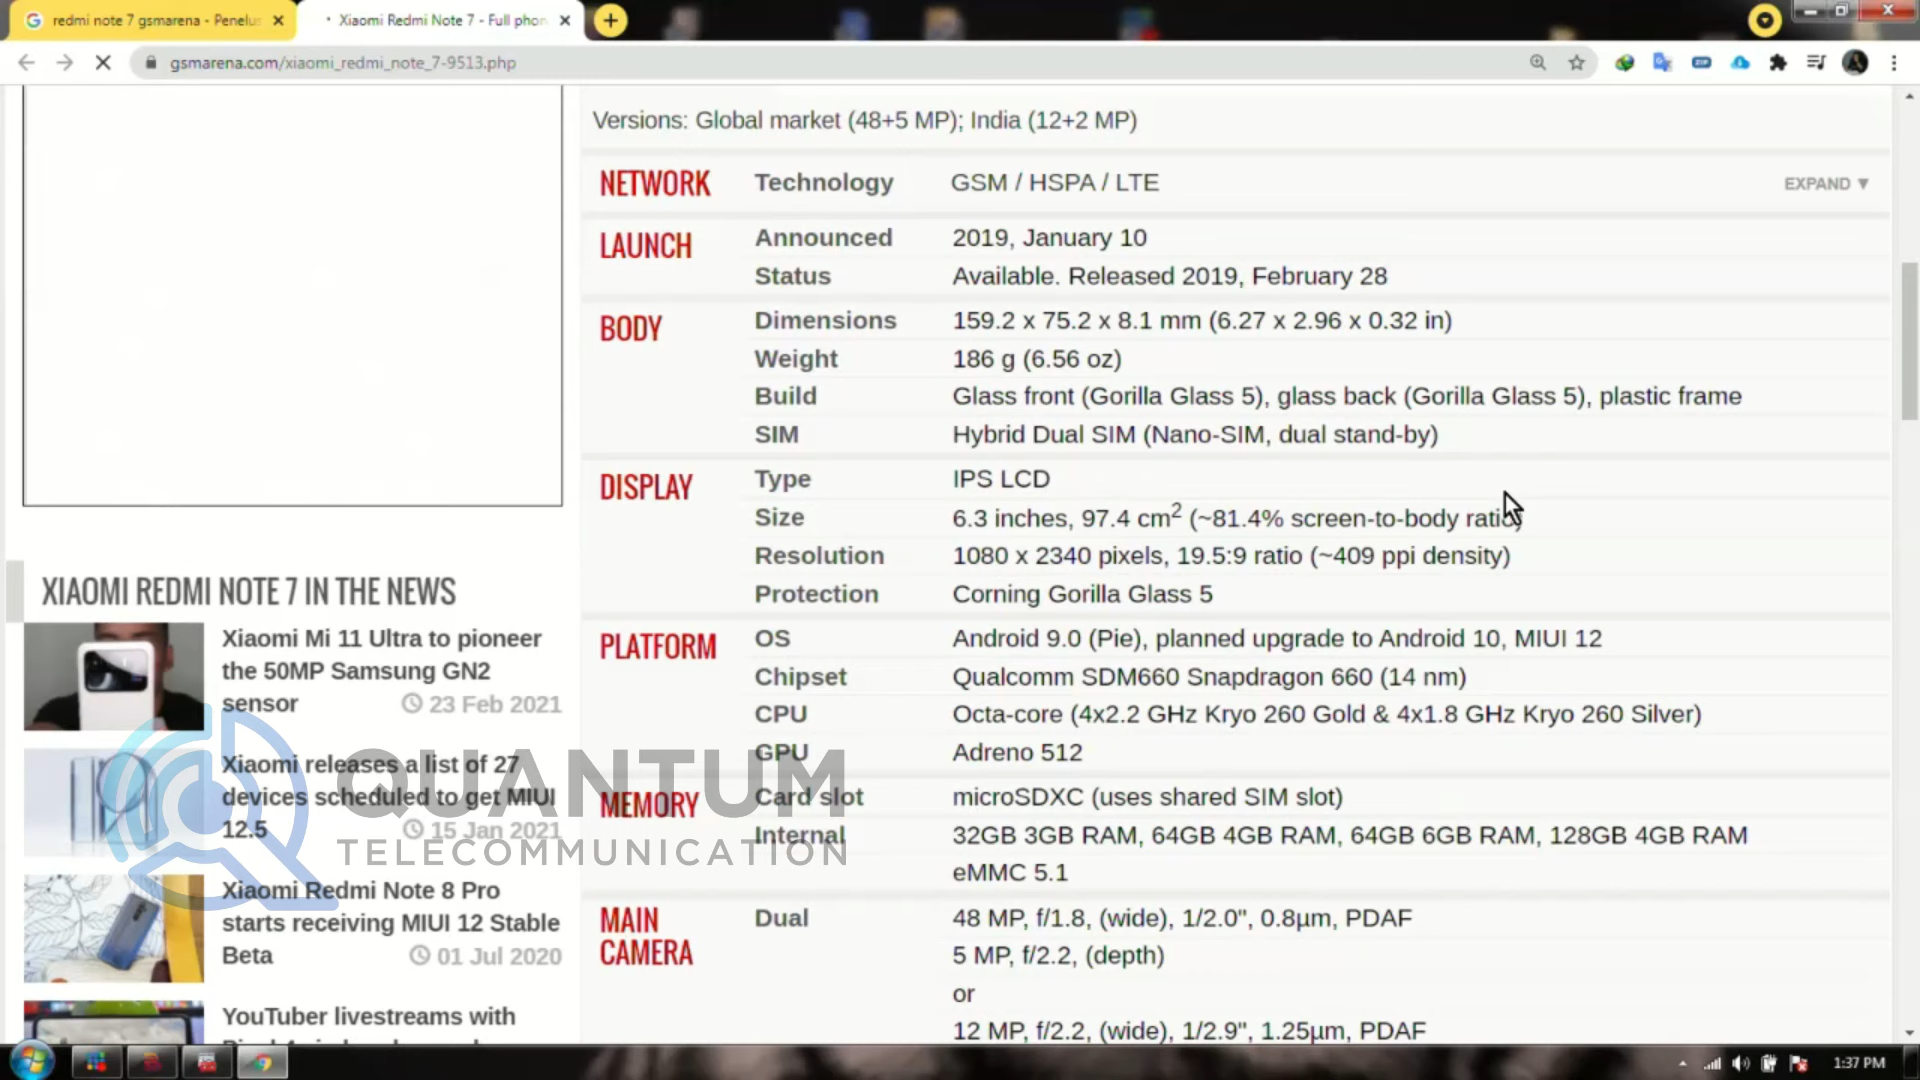 redmi note 7 gsmarena - Penelus
Xiaomi Redmi Note 7 - Full phon
gsmarena.com/xiaomi_redmi_note_7-9513.php
Versions: Global market (48+5 MP); India (12+2 MP)
NETWORK Technology GSM / HSPA / LTE EXPAND ▼
LAUNCH Announced 2019, January 10
Status Available. Released 2019, February 28
BODY Dimensions 159.2 x 75.2 x 8.1 mm (6.27 x 2.96 x 0.32 in)
Weight 186 g (6.56 oz)
Build Glass front (Gorilla Glass 5), glass back (Gorilla Glass 5), plastic frame
SIM Hybrid Dual SIM (Nano-SIM, dual stand-by)
DISPLAY Type IPS LCD
Size 6.3 inches, 97.4 cm² (~81.4% screen-to-body ratio)
Resolution 1080 x 2340 pixels, 19.5:9 ratio (~409 ppi density)
Protection Corning Gorilla Glass 5
PLATFORM OS Android 9.0 (Pie), planned upgrade to Android 10, MIUI 12
Chipset Qualcomm SDM660 Snapdragon 660 (14 nm)
CPU Octa-core (4x2.2 GHz Kryo 260 Gold & 4x1.8 GHz Kryo 260 Silver)
GPU Adreno 512
MEMORY Card slot microSDXC (uses shared SIM slot)
Internal 32GB 3GB RAM, 64GB 4GB RAM, 64GB 6GB RAM, 128GB 4GB RAM
eMMC 5.1
MAIN CAMERA Dual 48 MP, f/1.8, (wide), 1/2.0", 0.8µm, PDAF
5 MP, f/2.2, (depth)
or
12 MP, f/2.2, (wide), 1/2.9", 1.25µm, PDAF
XIAOMI REDMI NOTE 7 IN THE NEWS
Xiaomi Mi 11 Ultra to pioneer
the 50MP Samsung GN2
sensor 23 Feb 2021
Xiaomi releases a list of 27
devices scheduled to get MIUI
12.5 15 Jan 2021
Xiaomi Redmi Note 8 Pro
starts receiving MIUI 12 Stable
Beta 01 Jul 2020
YouTuber livestreams with
QUANTUM
TELECOMMUNICATION
ZIP
1:37 PM